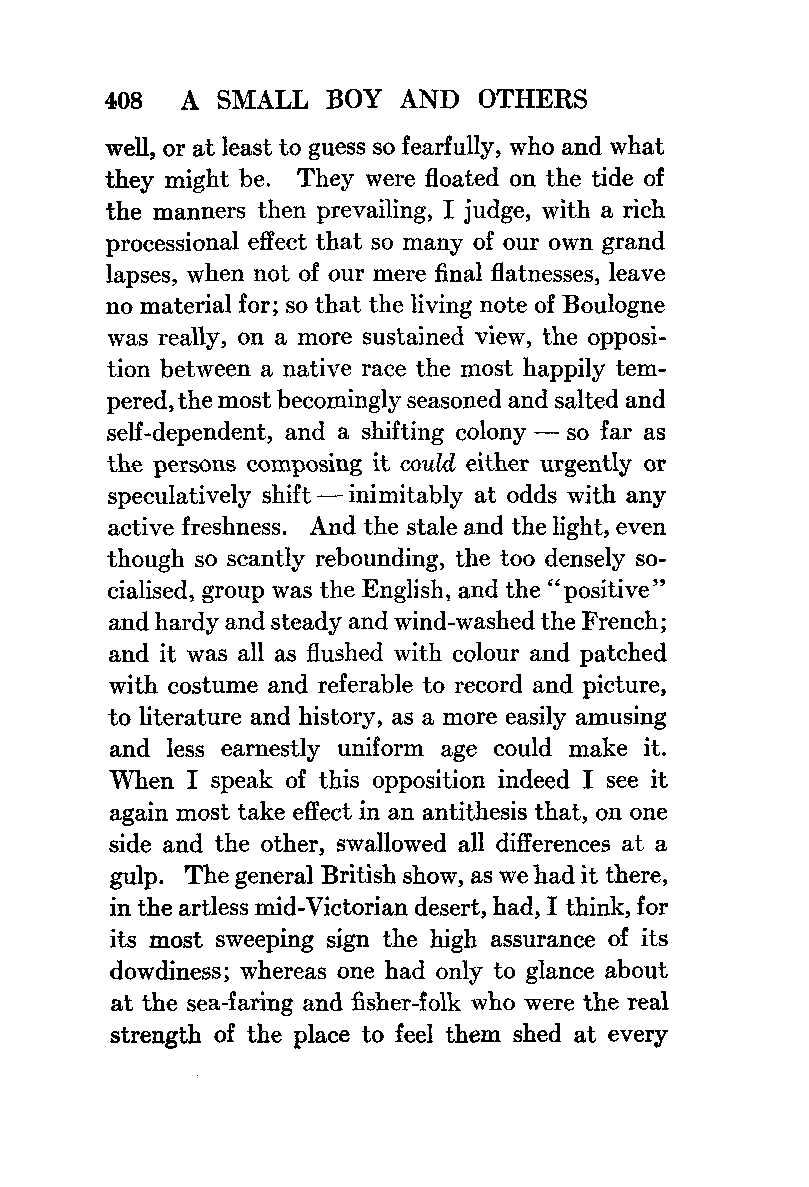 408 A SMALL BOY AND OTHERS
well, or at least to guess so fearfully, who and what
they might be. They were floated on the tide of
the manners then prevailing, I judge, with a rich
processional effect that so many of our own grand
lapses, when not of our mere final flatnesses, leave
no material for; so that the living note of Boulogne
was really, on a more sustained view, the opposi-
tion between a native race the most happily tem-
pered, the most becomingly seasoned and salted and
self-dependent, and a shifting colony — so far as
the persons composing it could either urgently or
speculatively shift — inimitably at odds with any
active freshness. And the stale and the light, even
though so scantly rebounding, the too densely so-
cialised, group was the English, and the “positive”
and hardy and steady and wind-washed the French;
and it was all as flushed with colour and patched
with costume and referable to record and picture,
to literature and history, as a more easily amusing
and less earnestly uniform age could make it.
When I speak of this opposition indeed I see it
again most take effect in an antithesis that, on one
side and the other, swallowed all differences at a
gulp. The general British show, as we had it there,
in the artless mid-Victorian desert, had, I think, for
its most sweeping sign the high assurance of its
dowdiness; whereas one had only to glance about
at the sea-faring and fisher-folk who were the real
strength of the place to feel them shed at every